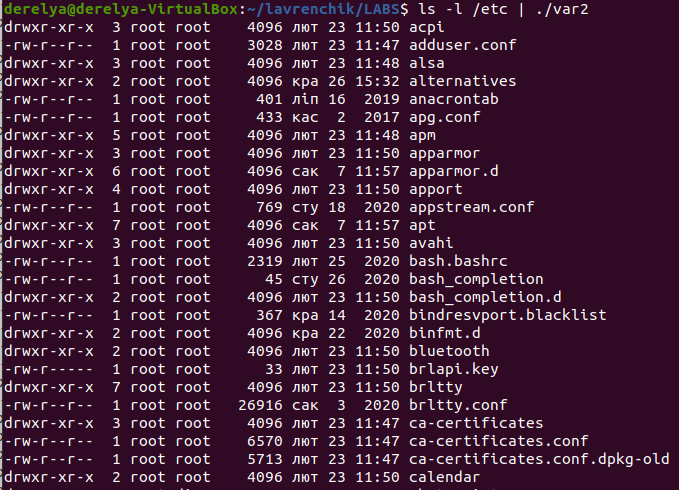 derelya@derelya-VirtualBox:~/lavrenchik/LABS$ ls -l /etc | ./var2
drwxr-xr-x  3 root root    4096 лют 23 11:50 acpi
-rw-r--r--  1 root root    3028 лют 23 11:47 adduser.conf
drwxr-xr-x  3 root root    4096 лют 23 11:48 alsa
drwxr-xr-x  2 root root    4096 кра 26 15:32 alternatives
-rw-r--r--  1 root root     401 ліп 16  2019 anacrontab
-rw-r--r--  1 root root     433 кас  2  2017 apg.conf
drwxr-xr-x  5 root root    4096 лют 23 11:48 apm
drwxr-xr-x  3 root root    4096 лют 23 11:50 apparmor
drwxr-xr-x  6 root root    4096 сак  7 11:57 apparmor.d
drwxr-xr-x  4 root root    4096 лют 23 11:50 apport
-rw-r--r--  1 root root     769 сту 18  2020 appstream.conf
drwxr-xr-x  7 root root    4096 сак  7 11:57 apt
drwxr-xr-x  3 root root    4096 лют 23 11:50 avahi
-rw-r--r--  1 root root    2319 лют 25  2020 bash.bashrc
-rw-r--r--  1 root root      45 сту 26  2020 bash_completion
drwxr-xr-x  2 root root    4096 лют 23 11:50 bash_completion.d
-rw-r--r--  1 root root     367 кра 14  2020 bindresvport.blacklist
drwxr-xr-x  2 root root    4096 кра 22  2020 binfmt.d
drwxr-xr-x  2 root root    4096 лют 23 11:50 bluetooth
-rw-r-----  1 root root      33 лют 23 11:50 brlapi.key
drwxr-xr-x  7 root root    4096 лют 23 11:50 brltty
-rw-r--r--  1 root root   26916 сак  3  2020 brltty.conf
drwxr-xr-x  3 root root    4096 лют 23 11:47 ca-certificates
-rw-r--r--  1 root root    6570 лют 23 11:47 ca-certificates.conf
-rw-r--r--  1 root root    5713 лют 23 11:47 ca-certificates.conf.dpkg-old
drwxr-xr-x  2 root root    4096 лют 23 11:50 calendar